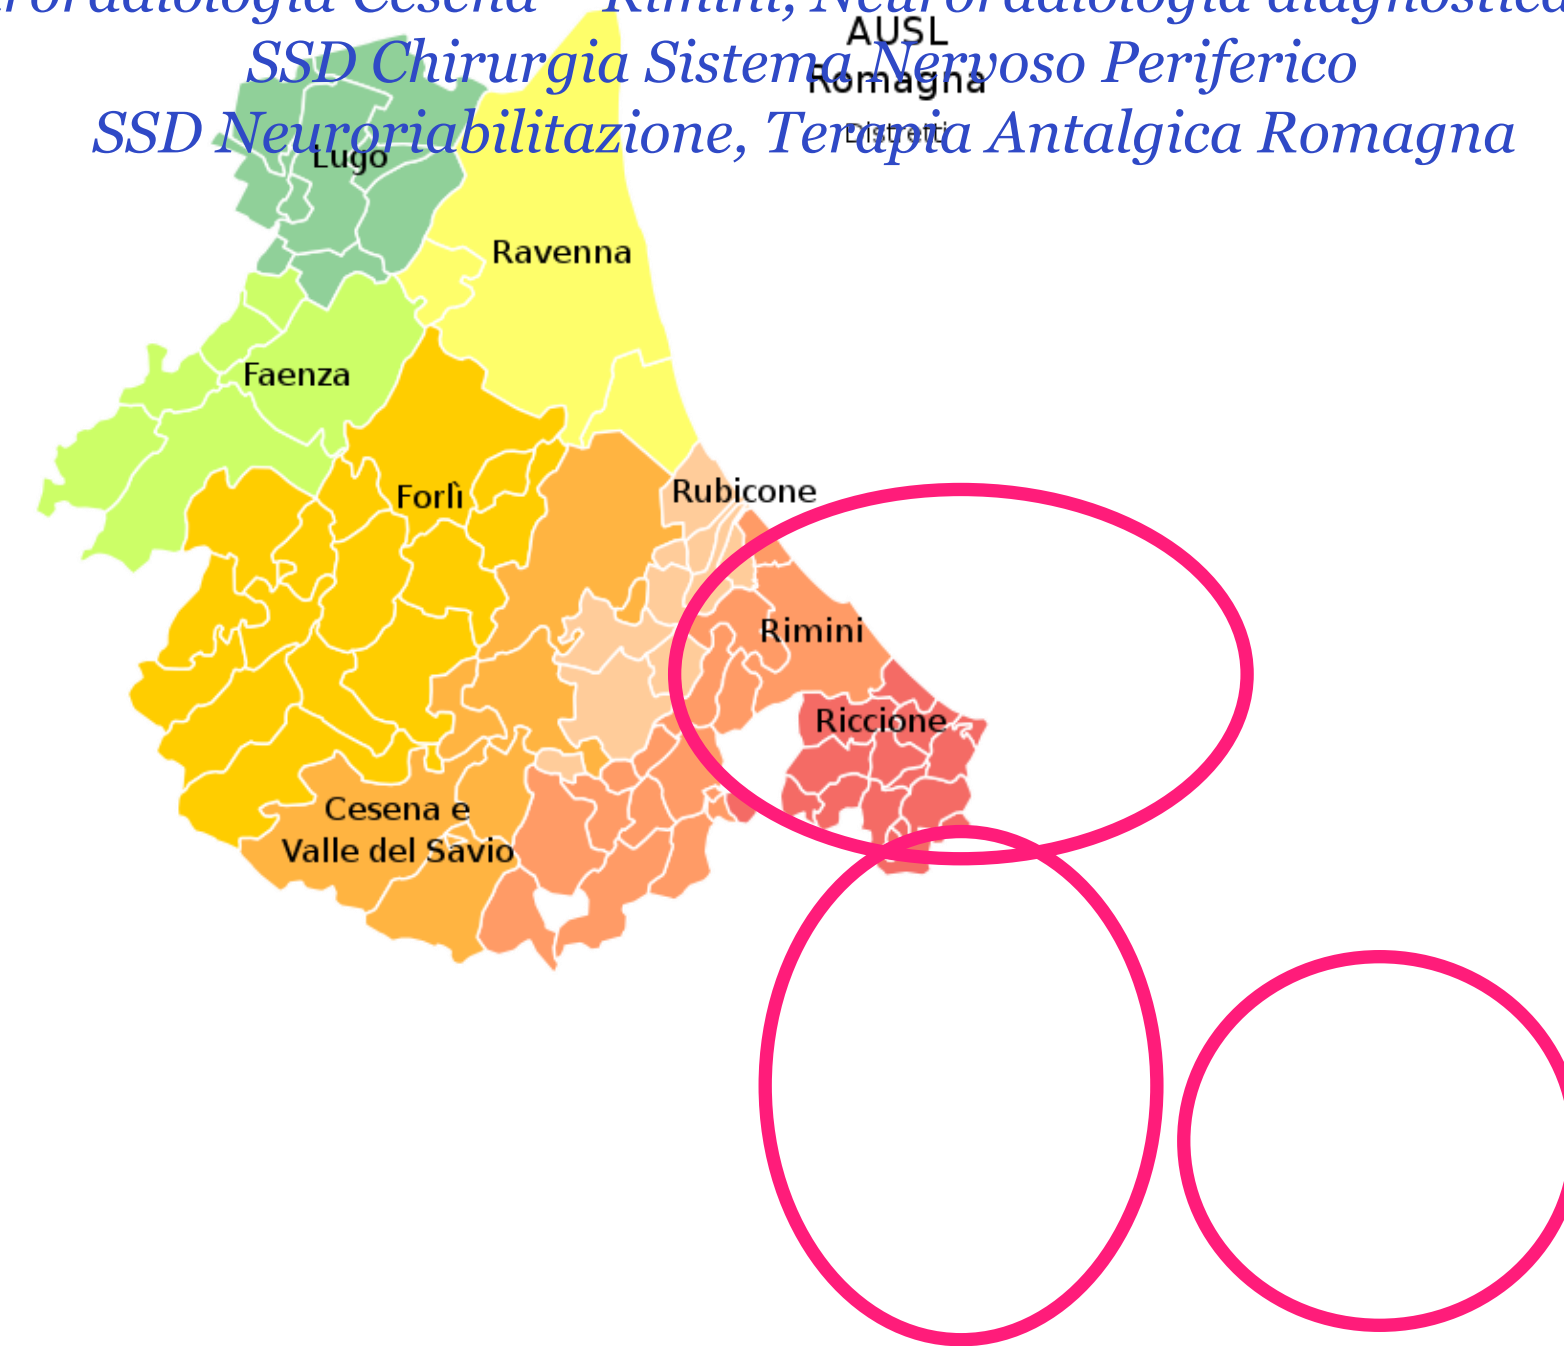 Cesena - Rimini, Neuroradiologia diagnostica
AUSL
SSD Chirurgia Sistema Nervoso Periferico
Romagna
SSD Neuroriabilitazione, Terapia Antalgica Romagna
Distretti
Lugo
Ravenna
Faenza
Rubicone
Forlì
Rimini
Riccione
Cesena e
Valle del Savio